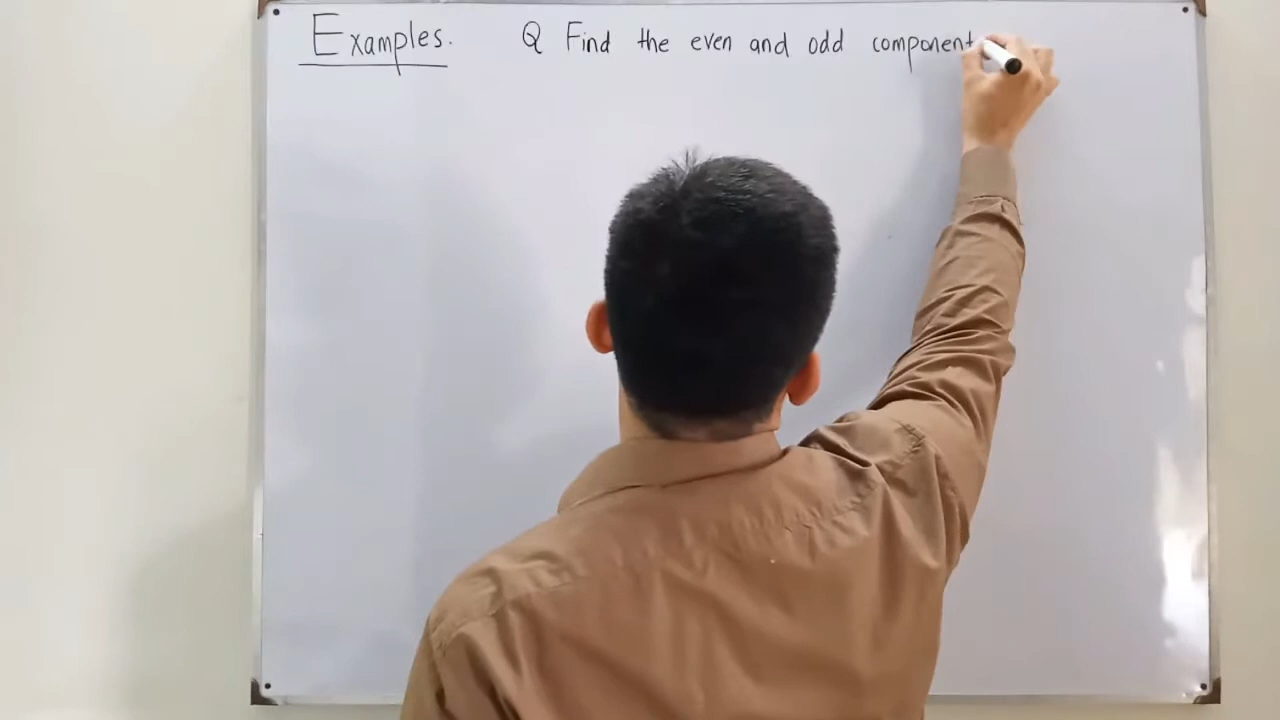 Examples. Q Find the even and odd component